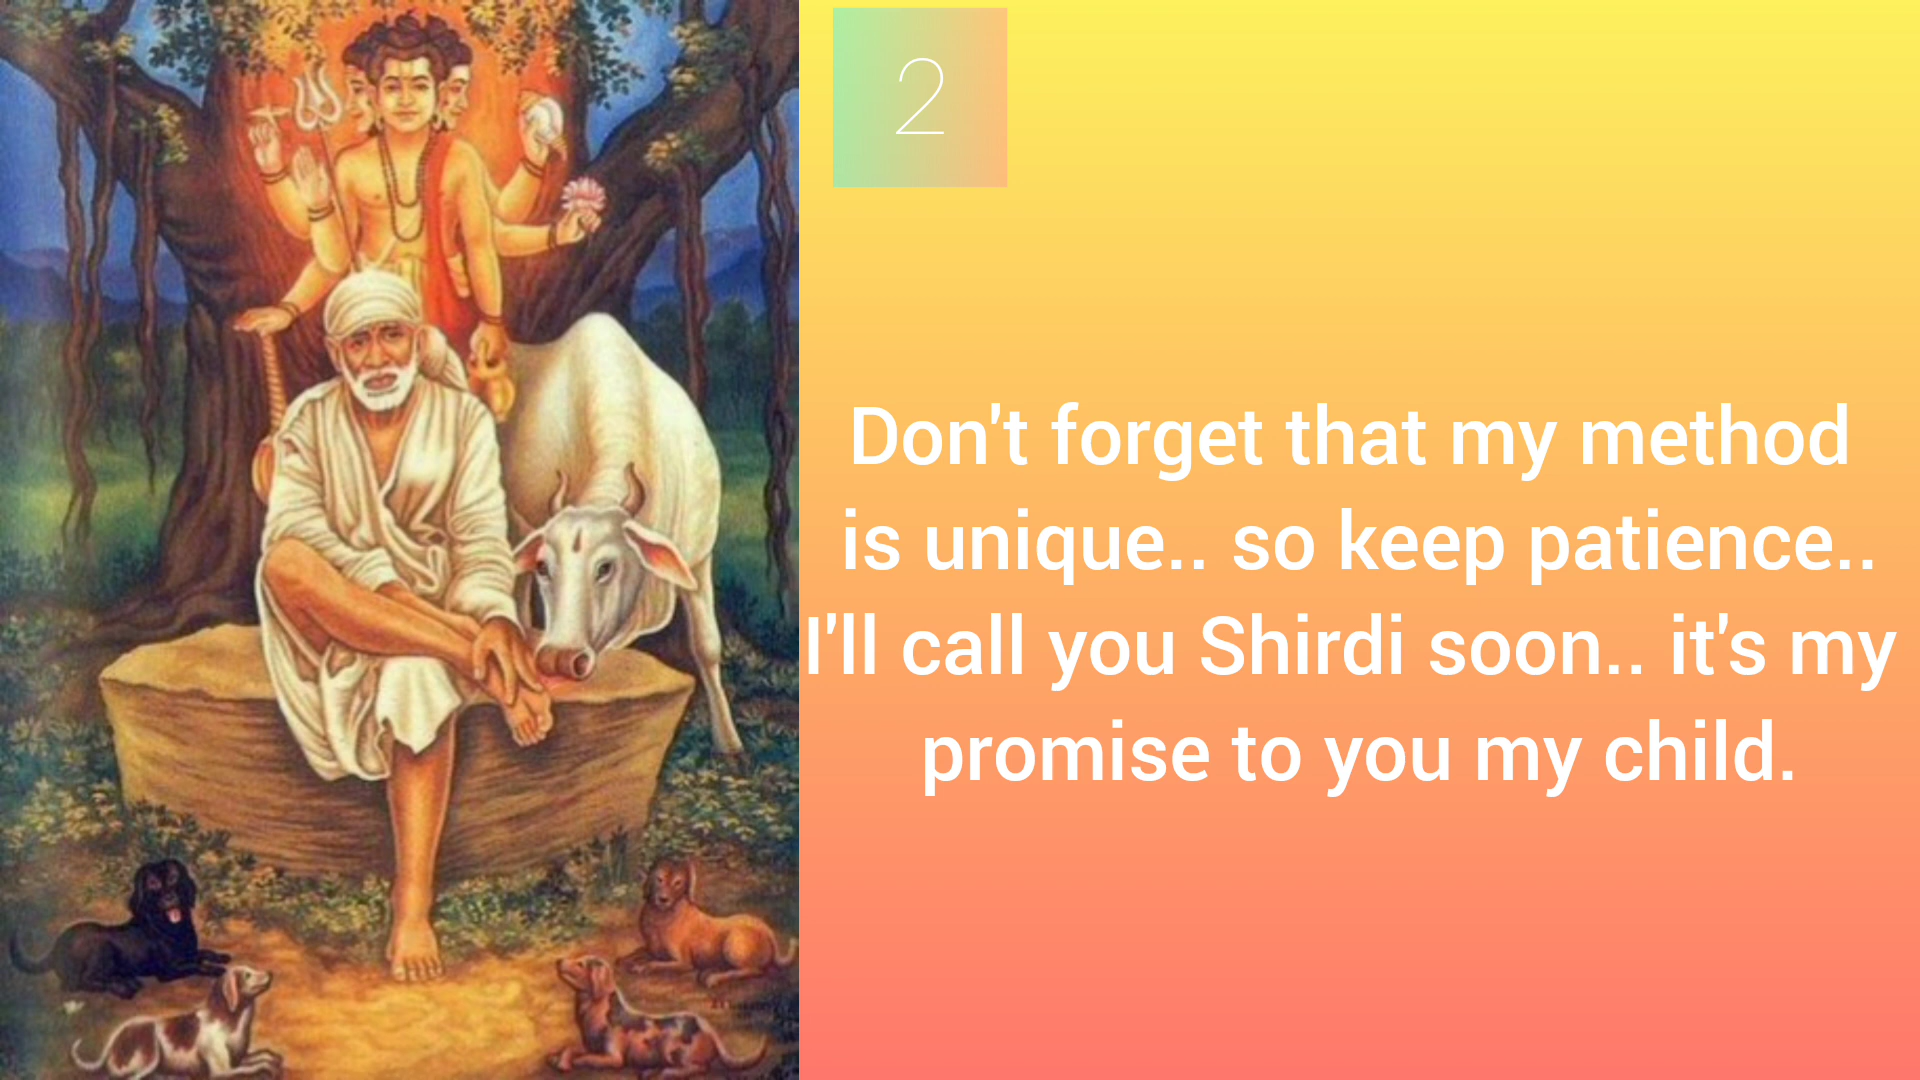 2
Don't forget that my method
is unique.. so keep patience..
I'll call you Shirdi soon.. it's my
promise to you my child.